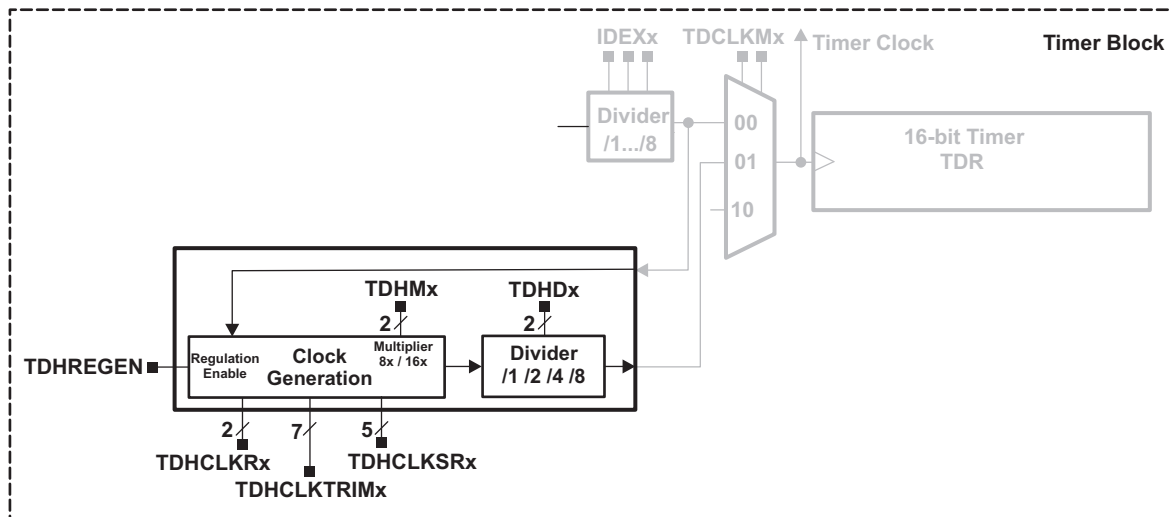 IDEXx
TDCLKMx
Timer Clock
Timer Block
Divider
/1.../8
00
01
10
16-bit Timer
TDR
TDHMx
TDHDx
2
2
TDHREGEN
Regulation
Enable
Clock
Generation
Multiplier
8x / 16x
Divider
/1 /2 /4 /8
2
7
5
TDHCLKRx
TDHCLKTRIMx
TDHCLKSRx